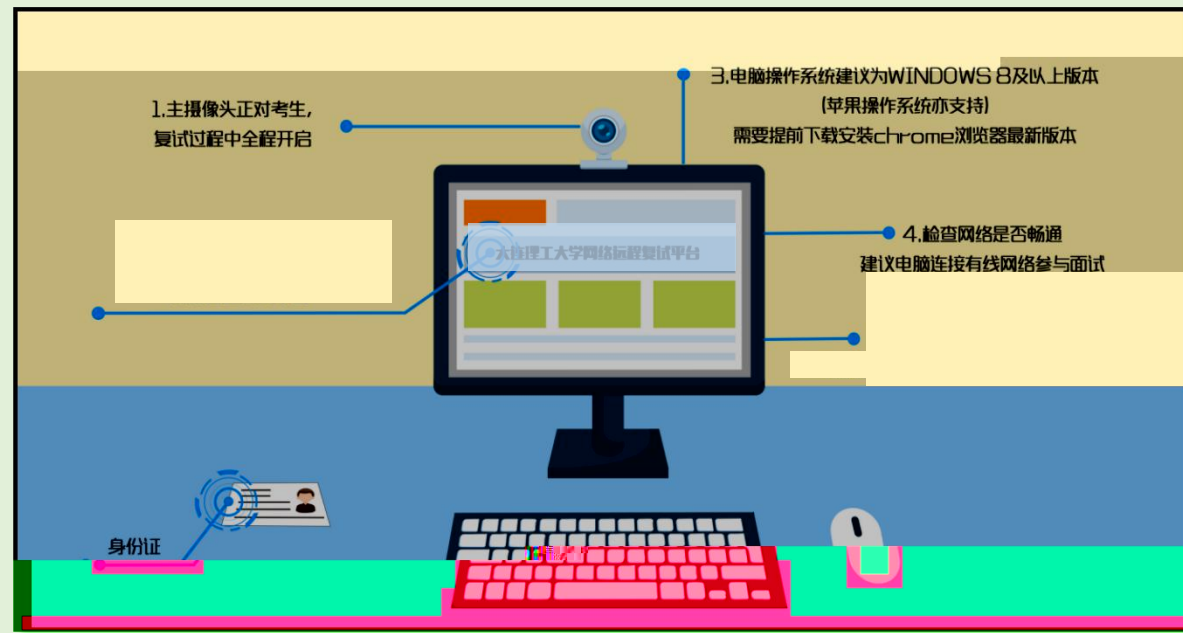 1.主摄像头正对考生,
复试过程中全程开启
3.电脑操作系统建议为WINDOWS 8及以上版本
(苹果操作系统亦支持)
需要提前下载安装chrome浏览器最新版本
大连理工大学网络远程复试平台
4.检查网络是否畅通
建议电脑连接有线网络参与面试
身份证